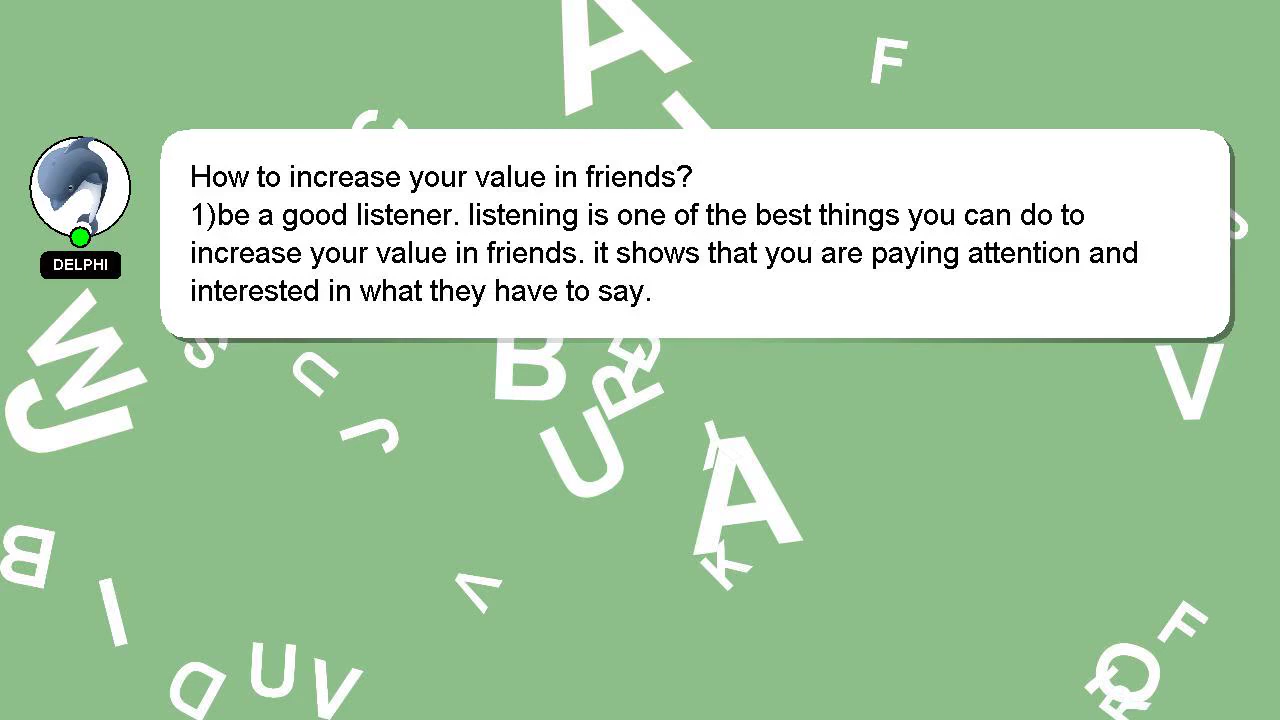 How to increase your value in friends?
1)be a good listener. listening is one of the best things you can do to
increase your value in friends. it shows that you are paying attention and
interested in what they have to say.
DELPHI
A
F
V
W
J
S
U
J
B
R
D
U
A
K
B
I
V
D
U
V
F
Q